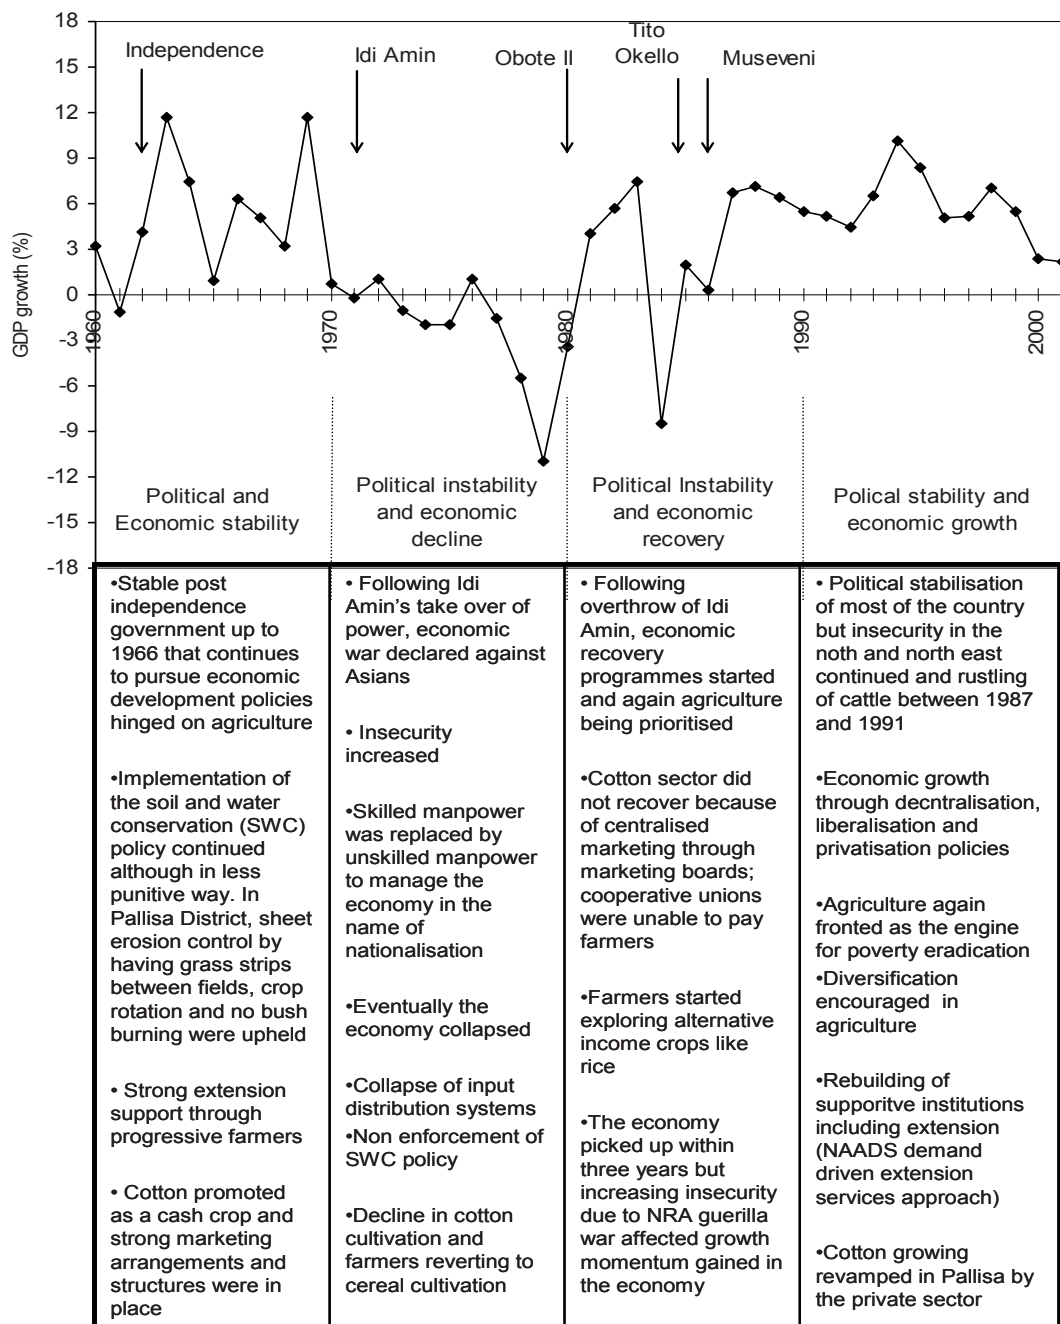 18
15
12
9
6
3
0
-3
-6
-9
-12
-15
-18
GDP growth (%)
Independence
Idi Amin
Obote II
Tito
Okello
Museveni
1960
1970
1980
1990
2000
Political and
Economic stability
Political instability
and economic
decline
Political Instability
and economic
recovery
Polical stability and
economic growth
•Stable post
independence
government up to
1966 that continues
to pursue economic
development policies
hinged on agriculture
•Implementation of
the soil and water
conservation (SWC)
policy continued
although in less
punitive way. In
Pallisa District, sheet
erosion control by
having grass strips
between fields, crop
rotation and no bush
burning were upheld
• Strong extension
support through
progressive farmers
• Cotton promoted
as a cash crop and
strong marketing
arrangements and
structures were in
place
• Following Idi
Amin's take over of
power, economic
war declared against
Asians
• Insecurity
increased
•Skilled manpower
was replaced by
unskilled manpower
to manage the
economy in the
name of
nationalisation
•Eventually the
economy collapsed
•Collapse of input
distribution systems
•Non enforcement of
SWC policy
•Decline in cotton
cultivation and
farmers reverting to
cereal cultivation
• Following
overthrow of Idi
Amin, economic
recovery
programmes started
and again agriculture
being prioritised
•Cotton sector did
not recover because
of centralised
marketing through
marketing boards;
cooperative unions
were unable to pay
farmers
•Farmers started
exploring alternative
income crops like
rice
•The economy
picked up within
three years but
increasing insecurity
due to NRA guerilla
war affected growth
momentum gained in
the economy
• Political stabilisation
of most of the country
but insecurity in the
noth and north east
continued and rustling
of cattle between 1987
and 1991
•Economic growth
through decntralisation,
liberalisation and
privatisation policies
•Agriculture again
fronted as the engine
for poverty eradication
•Diversification
encouraged in
agriculture
•Rebuilding of
supportve institutions
including extension
(NAADS demand
driven extension
services approach)
•Cotton growing
revamped in Pallisa by
the private sector